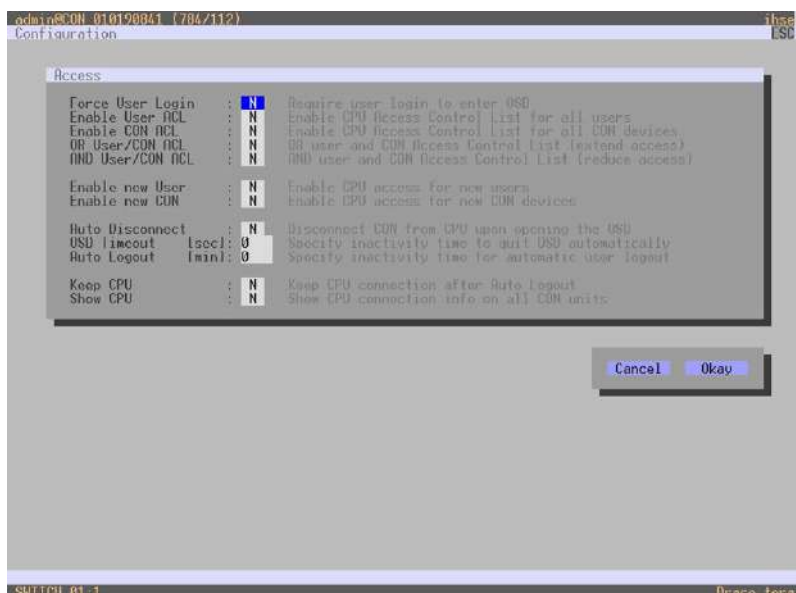 admin@CON 010190841 (784/112) ihse
Configuration ESC
Access
Force User Login : N Require user login to enter OSD
Enable User ACL : N Enable CPU Access Control List for all users
Enable CON ACL : N Enable CPU Access Control List for all CON devices
OR User/CON ACL : N OR user and CON Access Control List (extend access)
AND User/CON ACL : N AND user and CON Access Control List (reduce access)
Enable new User : N Enable CPU access for new users
Enable new CON : N Enable CPU access for new CON devices
Auto Disconnect : N Disconnect CON from CPU upon opening the OSD
OSD Timeout [sec]: 0 Specify inactivity time to quit OSD automatically
Auto Logout [min]: 0 Specify inactivity time for automatic user logout
Keep CPU : N Keep CPU connection after Auto Logout
Show CPU : N Show CPU connection info on all CON units
Cancel Okay
SWITCH 01-1